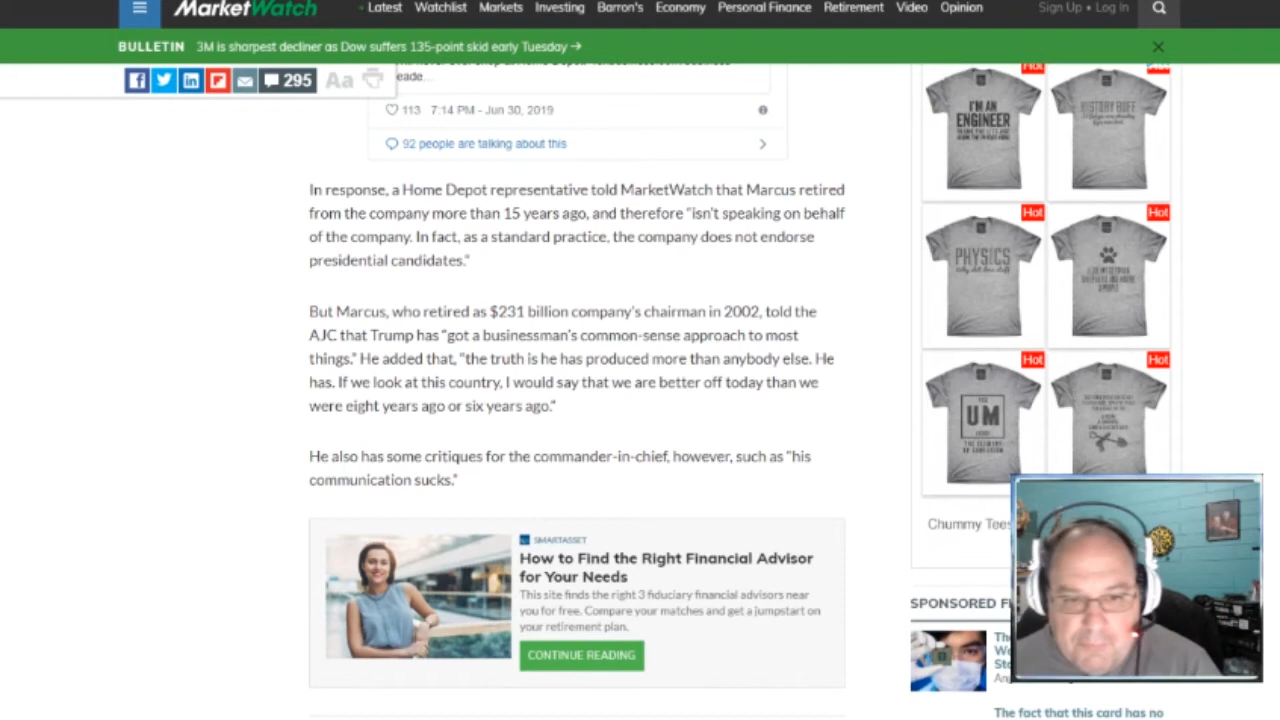 MarketWatch
Latest Watchlist Markets Investing Barron's Economy Personal Finance Retirement Video Opinion
Sign Up • Log In
BULLETIN 3M is sharpest decliner as Dow suffers 135-point skid early Tuesday →
295
Aa
eade...
113 7:14 PM - Jun 30, 2019
92 people are talking about this
In response, a Home Depot representative told MarketWatch that Marcus retired
from the company more than 15 years ago, and therefore “isn’t speaking on behalf
of the company. In fact, as a standard practice, the company does not endorse
presidential candidates.”
But Marcus, who retired as $231 billion company’s chairman in 2002, told the
AJC that Trump has “got a businessman’s common-sense approach to most
things.” He added that, “the truth is he has produced more than anybody else. He
has. If we look at this country, I would say that we are better off today than we
were eight years ago or six years ago.”
He also has some critiques for the commander-in-chief, however, such as “his
communication sucks.”
SMARTASSET
How to Find the Right Financial Advisor
for Your Needs
This site finds the right 3 fiduciary financial advisors near
you for free. Compare your matches and get a jumpstart on
your retirement plan.
CONTINUE READING
Hot
I'M AN
ENGINEER
HISTORY BUFF
Hot
Hot
PHYSICS
Hot
Hot
UM
Chummy Tees
SPONSORED
The fact that this card has no